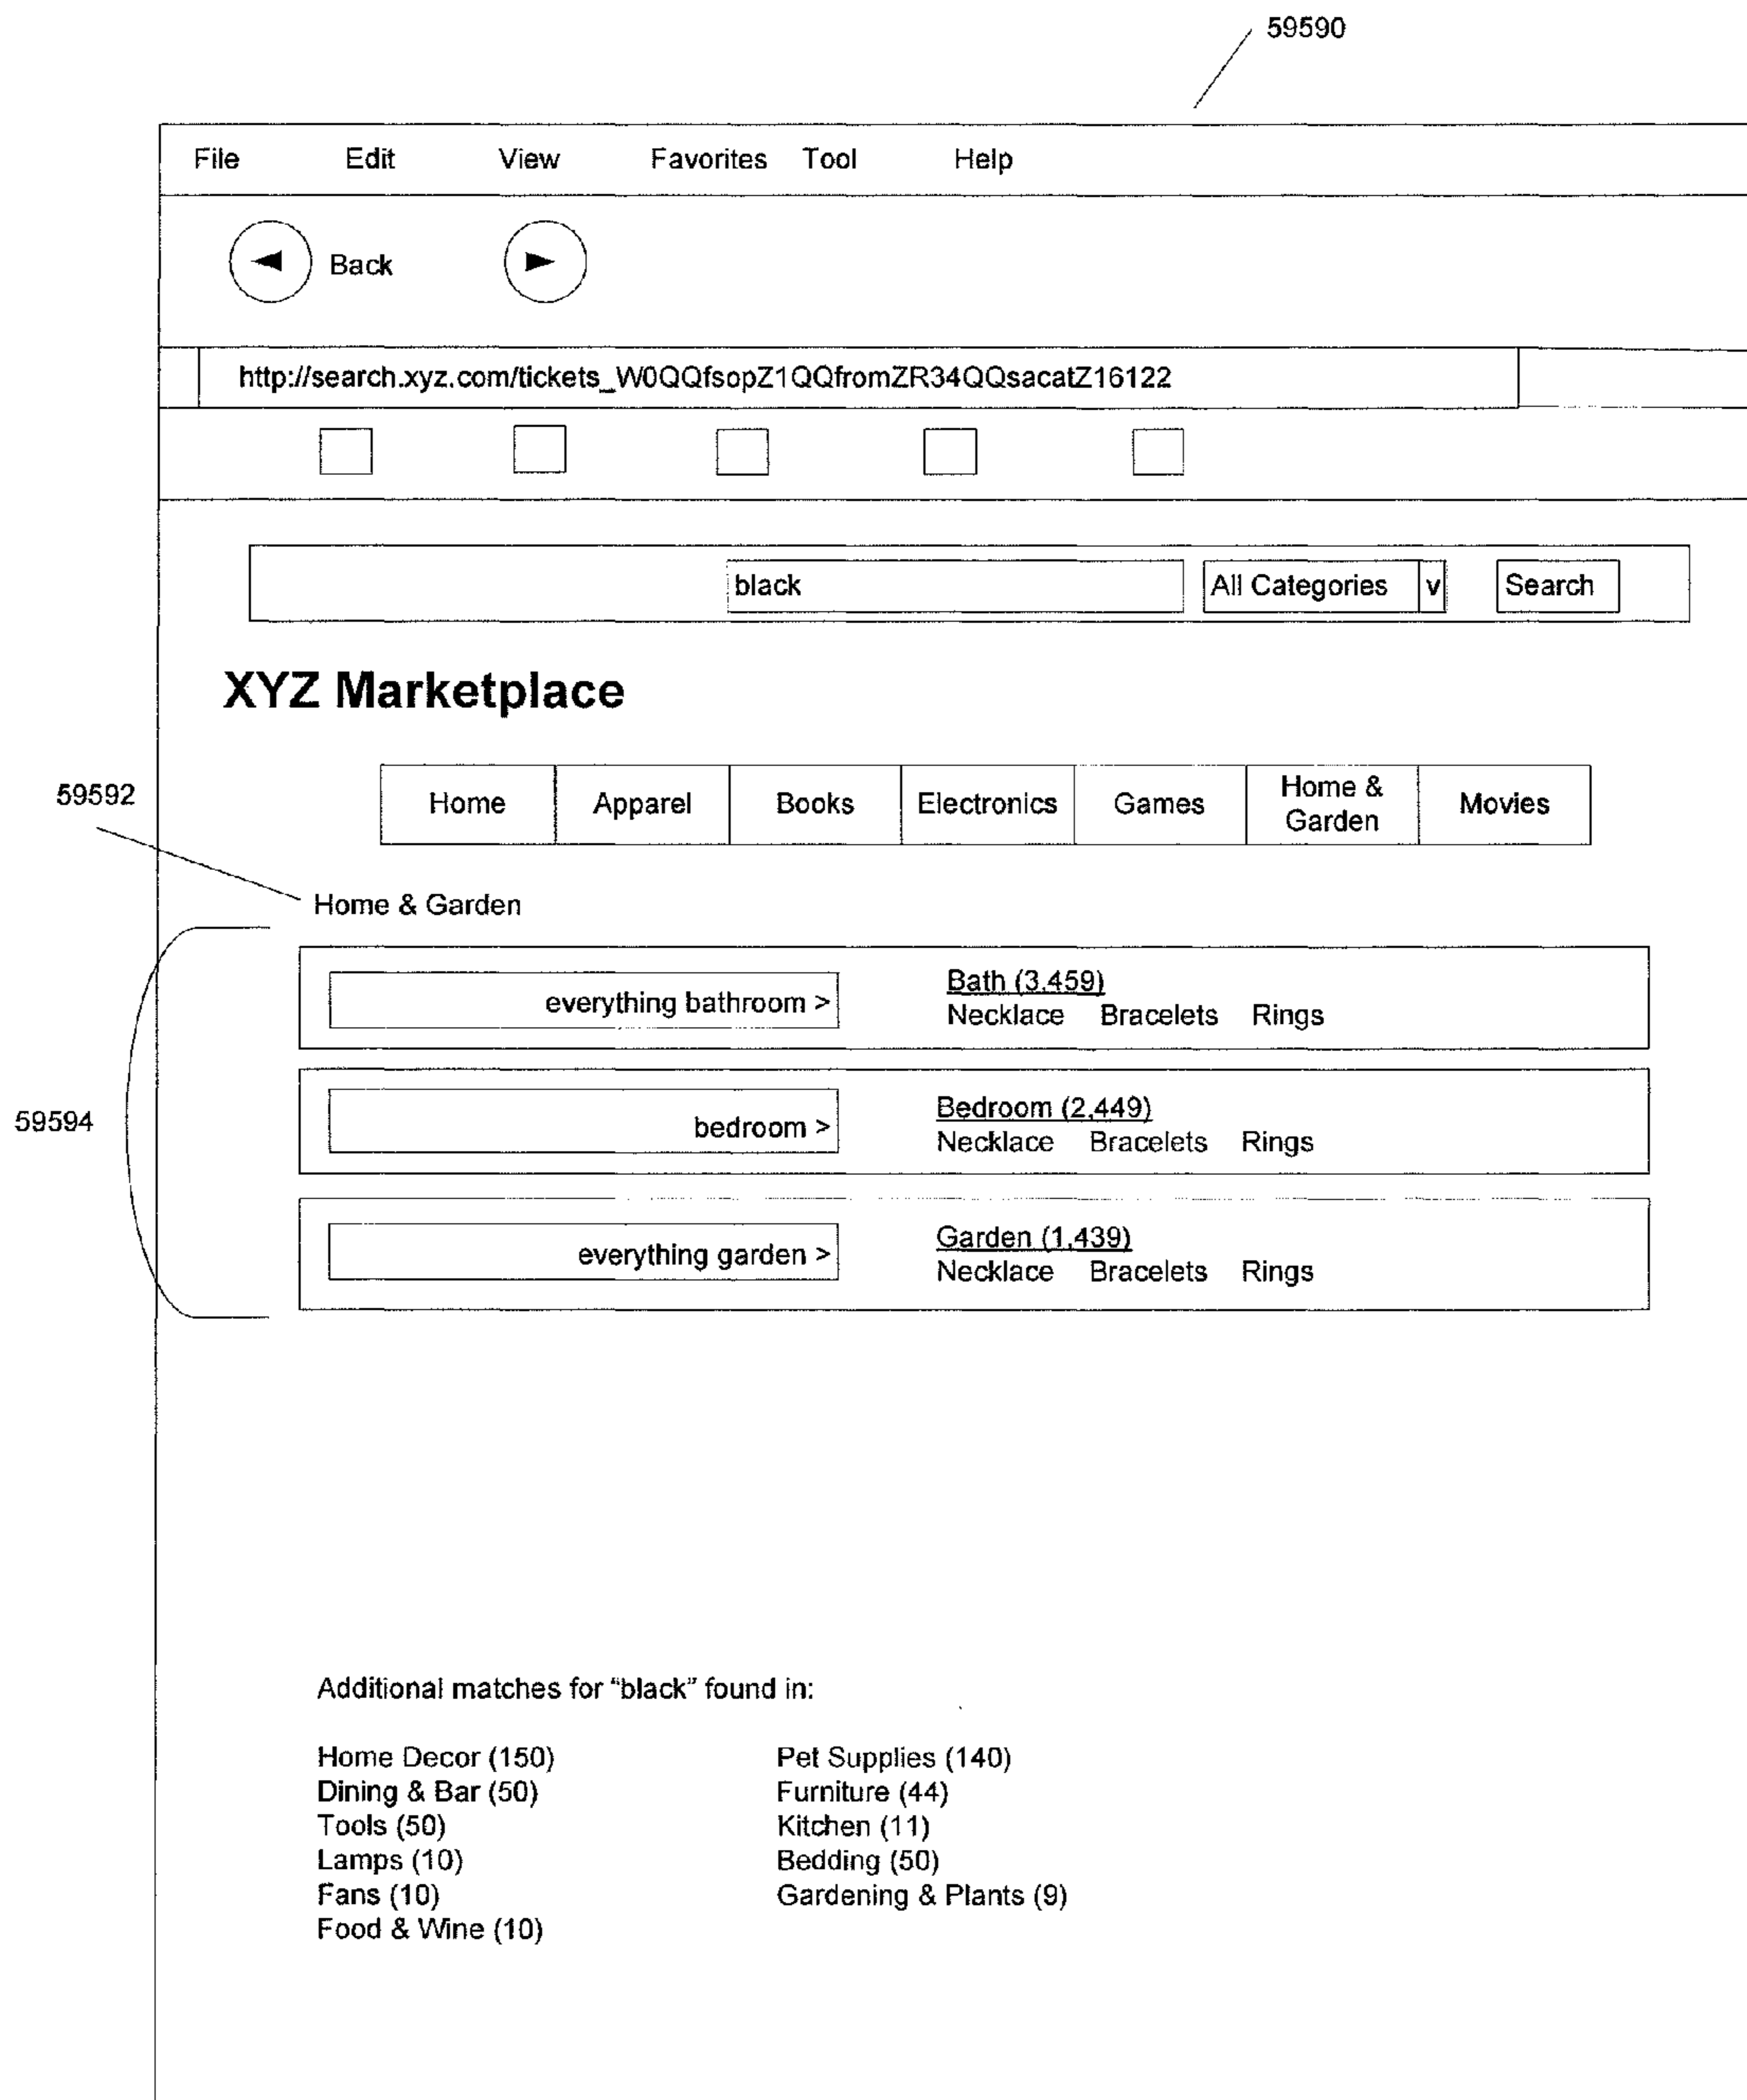 59590
File Edit View Favorites Tool Help
Back
http://search.xyz.com/tickets_W0QQfsopZ1QQfromZR34QQsacatZ16122
black All Categories v Search
XYZ Marketplace
59592
Home Apparel Books Electronics Games Home & Garden Movies
Home & Garden
59594
everything bathroom >
Bath (3,459)
Necklace Bracelets Rings
bedroom >
Bedroom (2,449)
Necklace Bracelets Rings
everything garden >
Garden (1,439)
Necklace Bracelets Rings
Additional matches for “black” found in:
Home Decor (150) Pet Supplies (140)
Dining & Bar (50) Furniture (44)
Tools (50) Kitchen (11)
Lamps (10) Bedding (50)
Fans (10) Gardening & Plants (9)
Food & Wine (10)